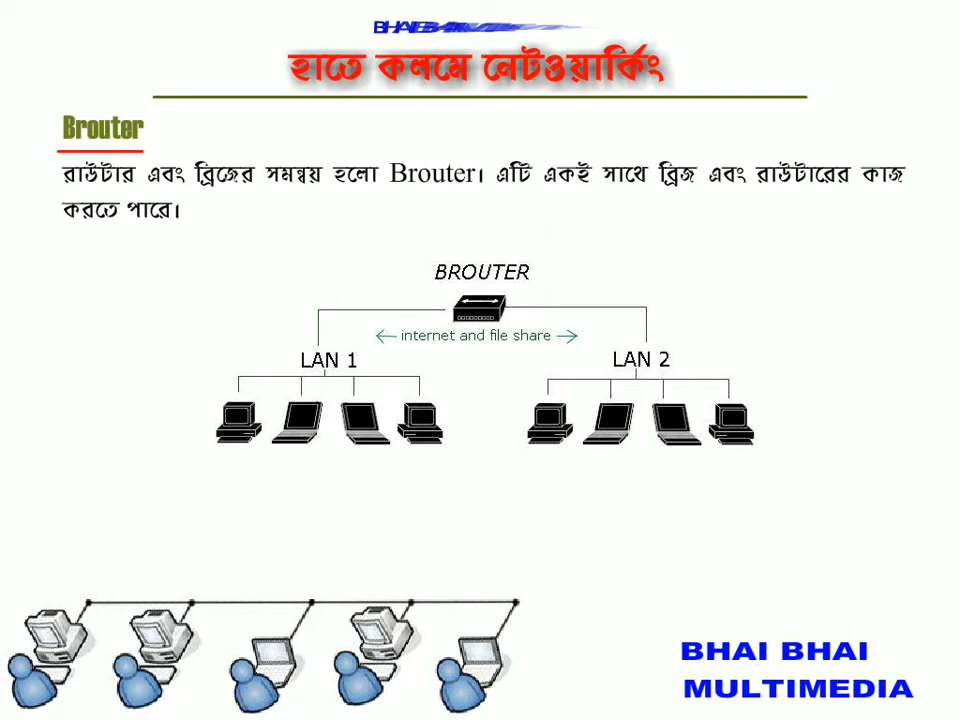 হাতে কলমে নেটওয়ার্কিং
Brouter
রাউটার এবং ব্রিজের সমন্বয় হলো Brouter। এটি একই সাথে ব্রিজ এবং রাউটারের কাজ
করতে পারে।
BROUTER
internet and file share
LAN 1
LAN 2
BHAI BHAI
MULTIMEDIA